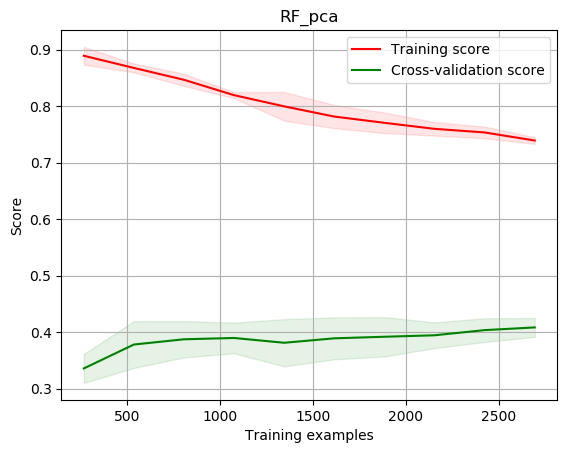 RF_pca
Training score
Cross-validation score
0.9
0.8
0.7
0.6
0.5
0.4
0.3
Score
500
1000
1500
2000
2500
Training examples